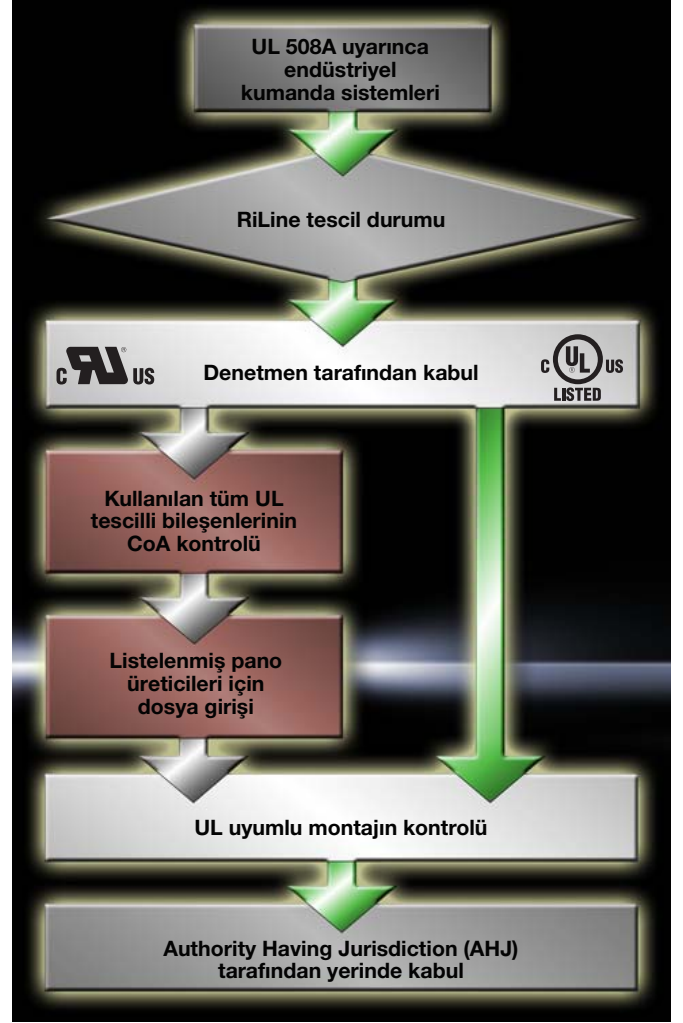 UL 508A uyarınca
endüstriyel
kumanda sistemleri
RiLine tescil durumu
c RU ® US
Denetmen tarafından kabul
c UL ® US
LISTED
Kullanılan tüm UL
tescilli bileşenlerinin
CoA kontrolü
Listelenmiş pano
üreticileri için
dosya girişi
UL uyumlu montajın kontrolü
Authority Having Jurisdiction (AHJ)
tarafından yerinde kabul